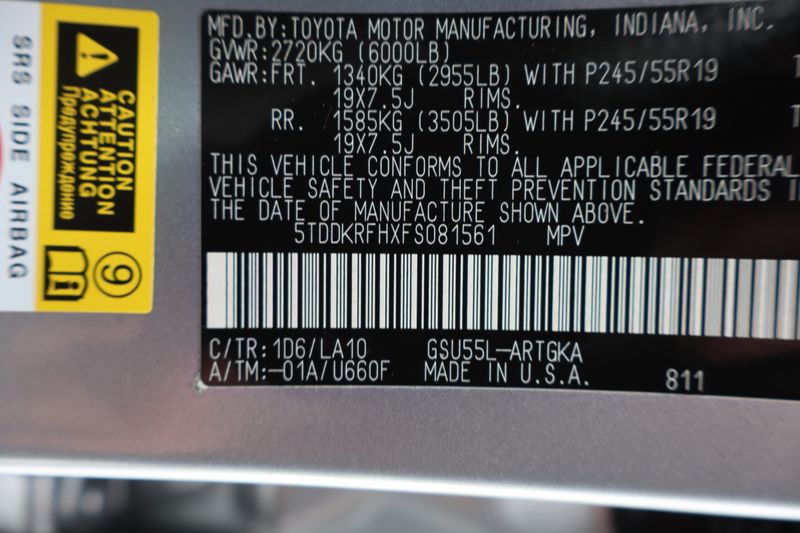 MFD.BY:TOYOTA MOTOR MANUFACTURING, INDIANA, INC.
GVWR:2720KG (6000LB)
GAWR:FRT. 1340KG (2955LB) WITH P245/55R19
19X7.5J RIMS.
RR. 1585KG (3505LB) WITH P245/55R19
19X7.5J RIMS.
THIS VEHICLE CONFORMS TO ALL APPLICABLE FEDERAL
VEHICLE SAFETY AND THEFT PREVENTION STANDARDS
THE DATE OF MANUFACTURE SHOWN ABOVE.
5TDDKRFHXFS081561 MPV
C/TR:1D6/LA10 GSU55L-ARTGKA
A/TM:-01A/U660F MADE IN U.S.A. 811
CAUTION
ATTENTION
ACHTUNG
Предупреждение
9
SRS SIDE AIRBAG